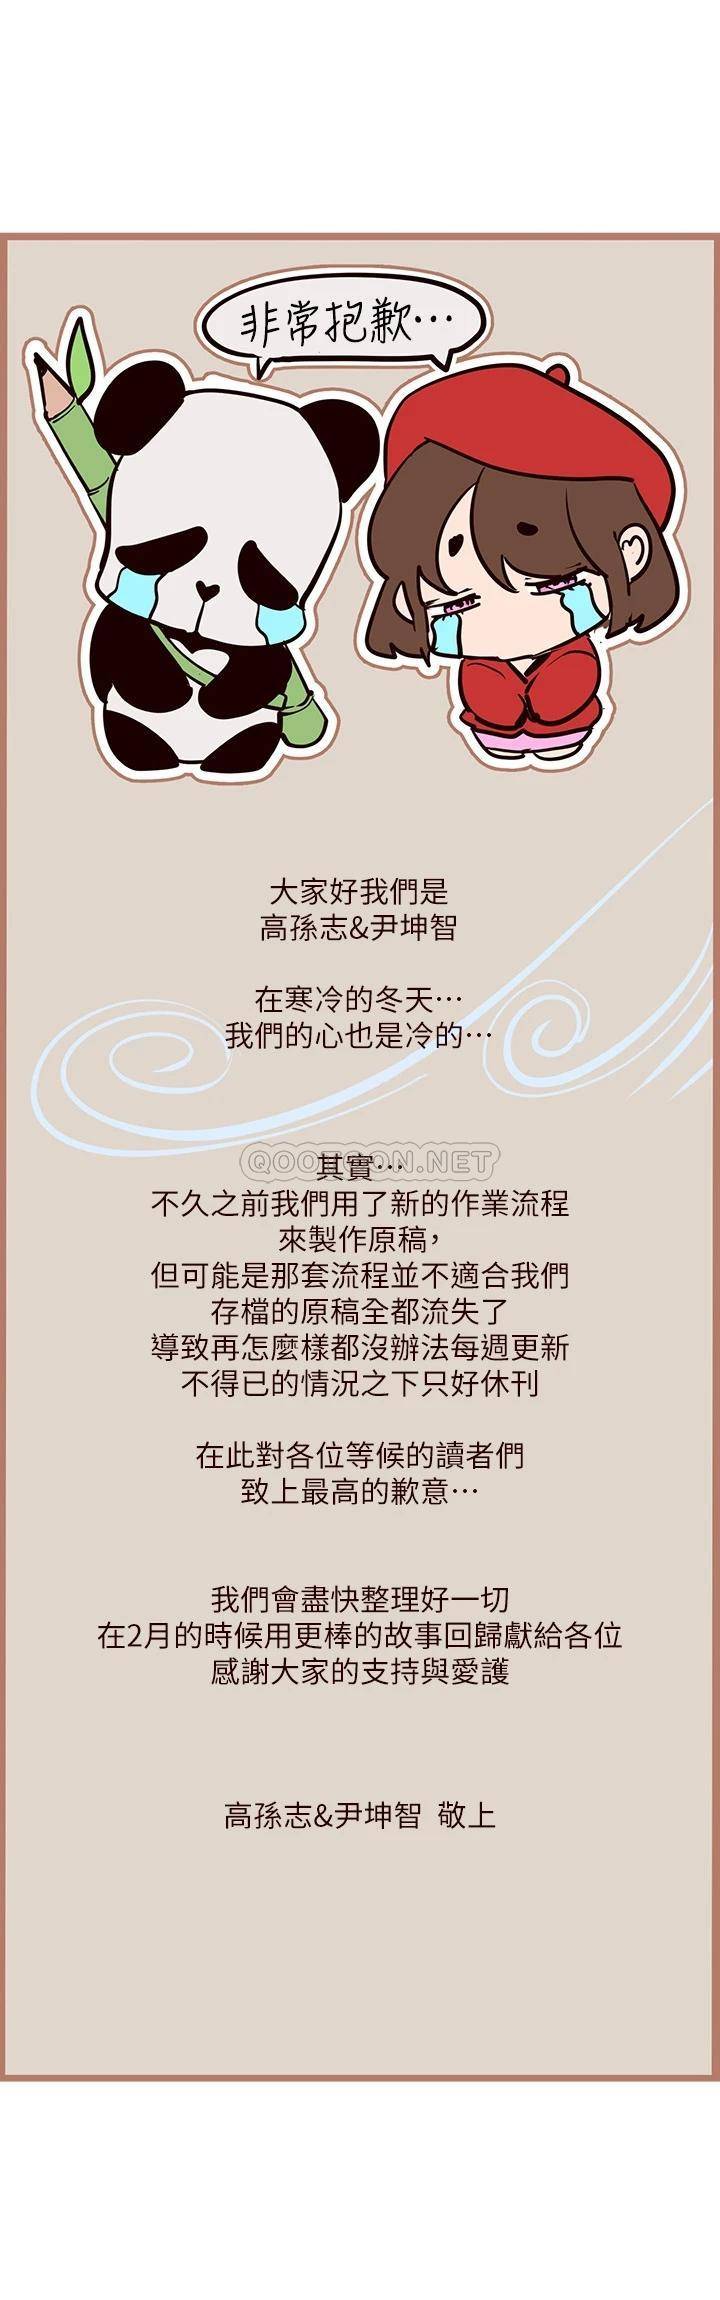 非常抱歉…
大家好我們是
高孫志&尹坤智
在寒冷的冬天…
我們的心也是冷的…
QOOTOON.NET
其實…
不久之前我們用了新的作業流程
來製作原稿，
但可能是那套流程並不適合我們
存檔的原稿全都流失了
導致再怎麼樣都沒辦法每週更新
不得已的情況之下只好休刊
在此對各位等候的讀者們
致上最高的歉意…
我們會盡快整理好一切
在2月的時候用更棒的故事回歸獻給各位
感謝大家的支持與愛護
高孫志&尹坤智 敬上